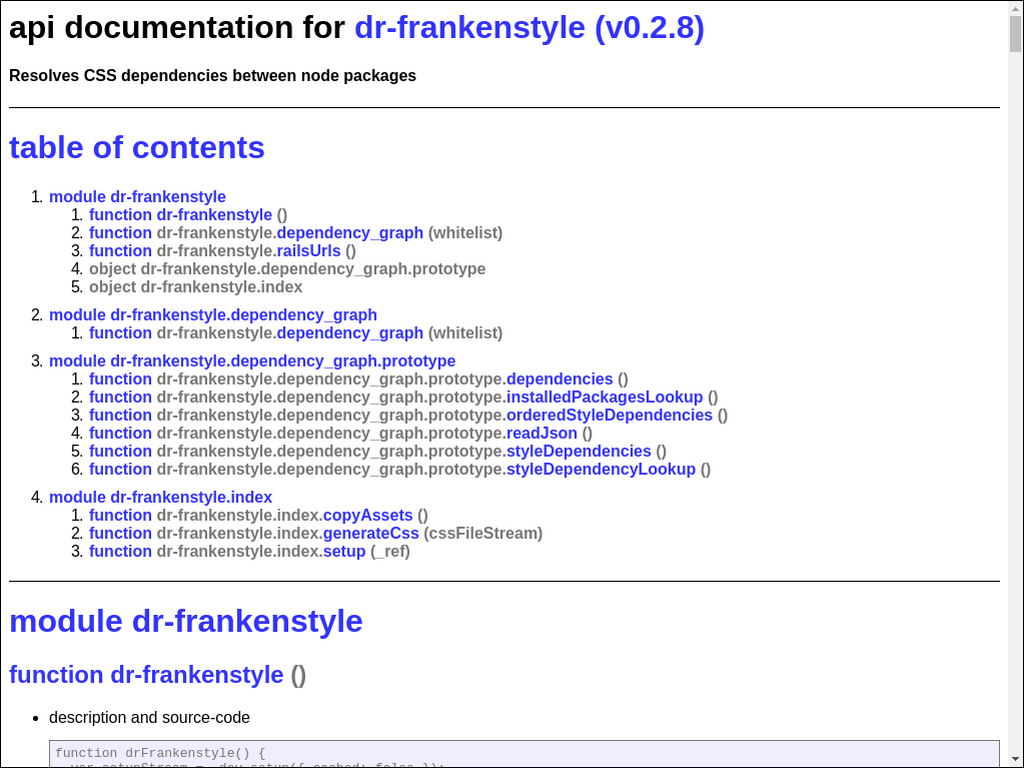 api documentation for dr-frankenstyle (v0.2.8)
Resolves CSS dependencies between node packages
table of contents
1. module dr-frankenstyle
1. function dr-frankenstyle ()
2. function dr-frankenstyle.dependency_graph (whitelist)
3. function dr-frankenstyle.railsUrls ()
4. object dr-frankenstyle.dependency_graph.prototype
5. object dr-frankenstyle.index
2. module dr-frankenstyle.dependency_graph
1. function dr-frankenstyle.dependency_graph (whitelist)
3. module dr-frankenstyle.dependency_graph.prototype
1. function dr-frankenstyle.dependency_graph.prototype.dependencies ()
2. function dr-frankenstyle.dependency_graph.prototype.installedPackagesLookup ()
3. function dr-frankenstyle.dependency_graph.prototype.orderedStyleDependencies ()
4. function dr-frankenstyle.dependency_graph.prototype.readJson ()
5. function dr-frankenstyle.dependency_graph.prototype.styleDependencies ()
6. function dr-frankenstyle.dependency_graph.prototype.styleDependencyLookup ()
4. module dr-frankenstyle.index
1. function dr-frankenstyle.index.copyAssets ()
2. function dr-frankenstyle.index.generateCss (cssFileStream)
3. function dr-frankenstyle.index.setup (_ref)
module dr-frankenstyle
function dr-frankenstyle ()
• description and source-code
function drFrankenstyle() {